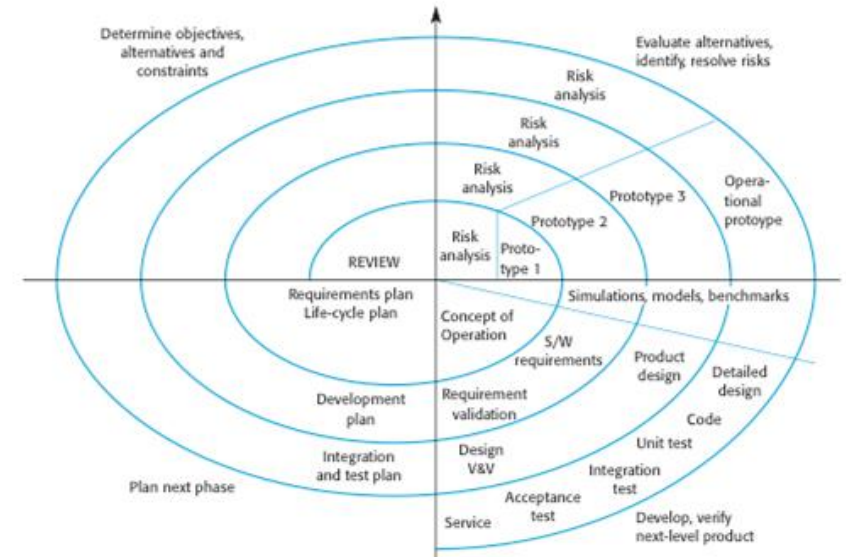 Determine objectives,
alternatives and
constraints
Evaluate alternatives,
identify, resolve risks
Risk
analysis
Risk
analysis
Risk
analysis
Risk
analysis
Proto-
type 1
Prototype 2
Prototype 3
Opera-
tional
protoype
REVIEW
Requirements plan
Life-cycle plan
Development
plan
Integration
and test plan
Plan next phase
Simulations, models, benchmarks
Concept of
Operation
S/W
requirements
Requirement
validation
Product
design
Detailed
design
Design
V&V
Code
Unit test
Integration
test
Acceptance
test
Service
Develop, verify
next-level product